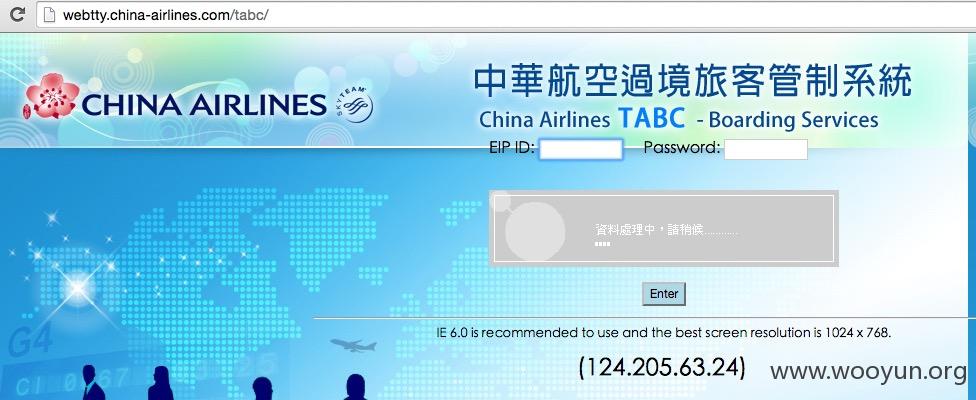 webtty.china-airlines.com/tabc/
CHINA AIRLINES
SKYTEAM
中華航空過境旅客管制系統
China Airlines TABC - Boarding Services
EIP ID: Password:
資料處理中，請稍候............
Enter
IE 6.0 is recommended to use and the best screen resolution is 1024 x 768.
G4
(124.205.63.24)
www.wooyun.org